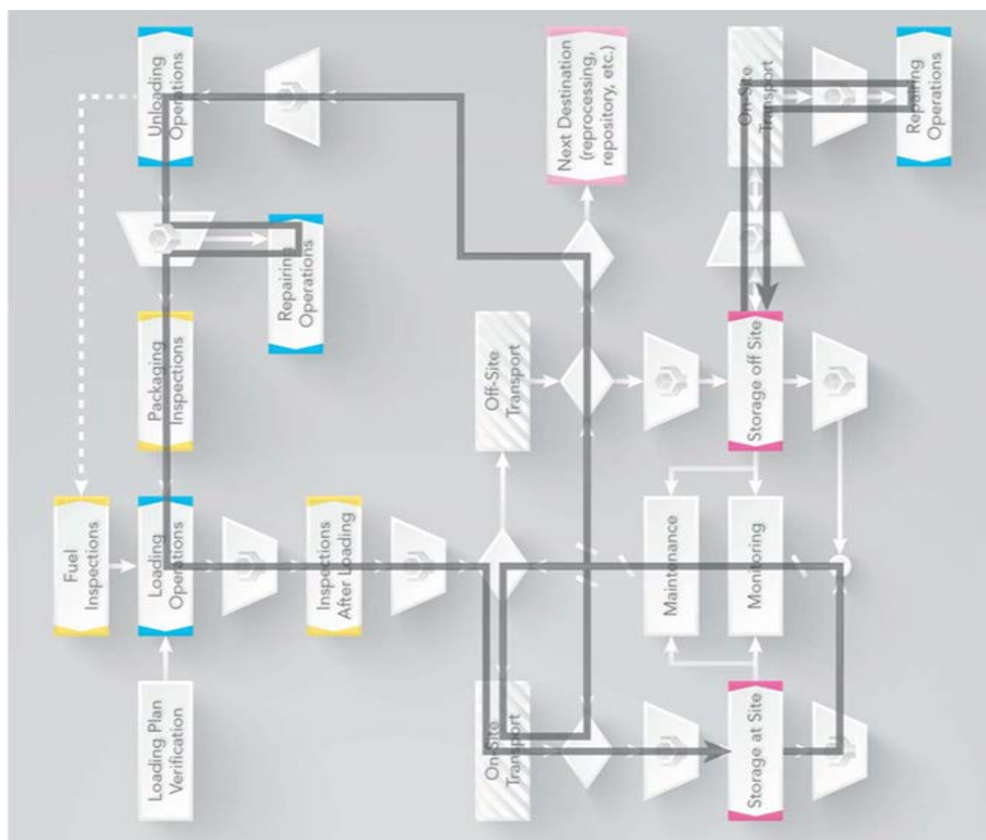 Unloading
Operations
Next Destination
(reprocessing,
repository, etc.)
On-Site
Transport
Repairing
Operations
Repairing
Operations
Packaging
Inspections
Off-Site
Transport
Storage off Site
Fuel
Inspections
Loading
Operations
Inspections
After Loading
Maintenance
Monitoring
Loading Plan
Verification
On-Site
Transport
Storage at Site